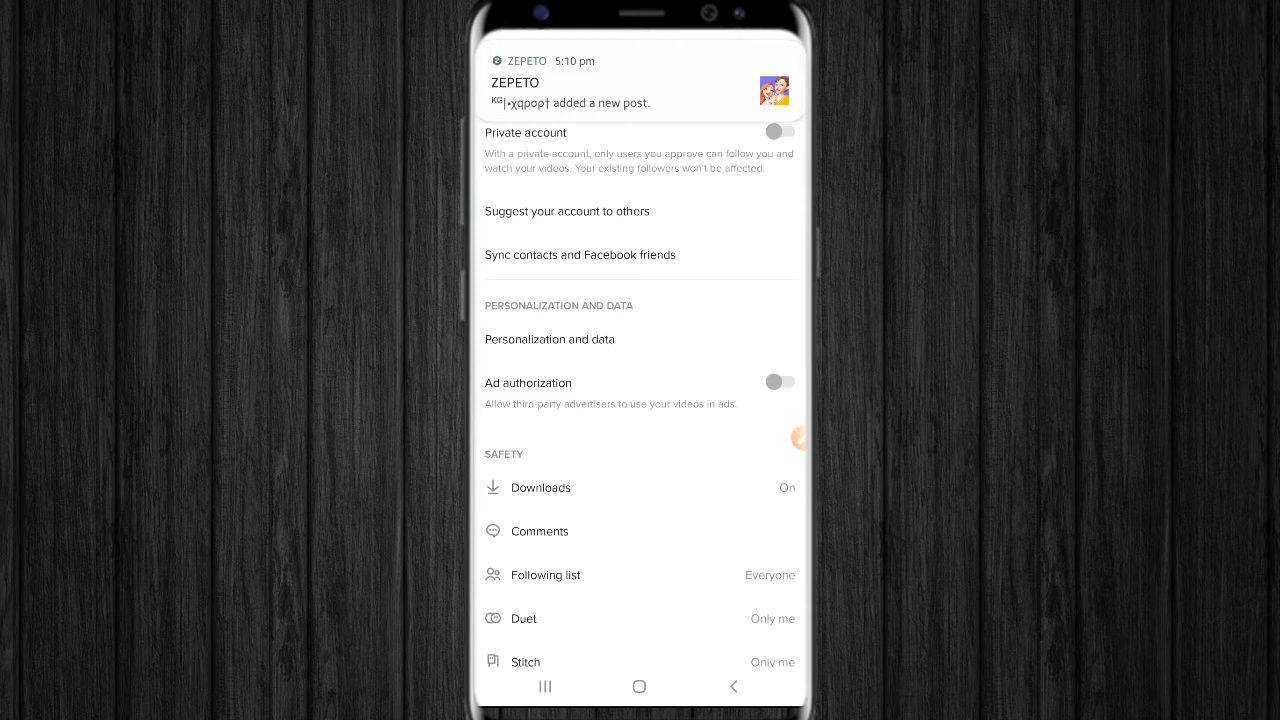 ZEPETO 5:10 pm
ZEPETO
ᴷᴳ|•χqρσρ† added a new post.
Private account
With a private account, only users you approve can follow you and
watch your videos. Your existing followers won't be affected.
Suggest your account to others
Sync contacts and Facebook friends
PERSONALIZATION AND DATA
Personalization and data
Ad authorization
Allow third-party advertisers to use your videos in ads.
SAFETY
Downloads On
Comments
Following list Everyone
Duet Only me
Stitch Only me